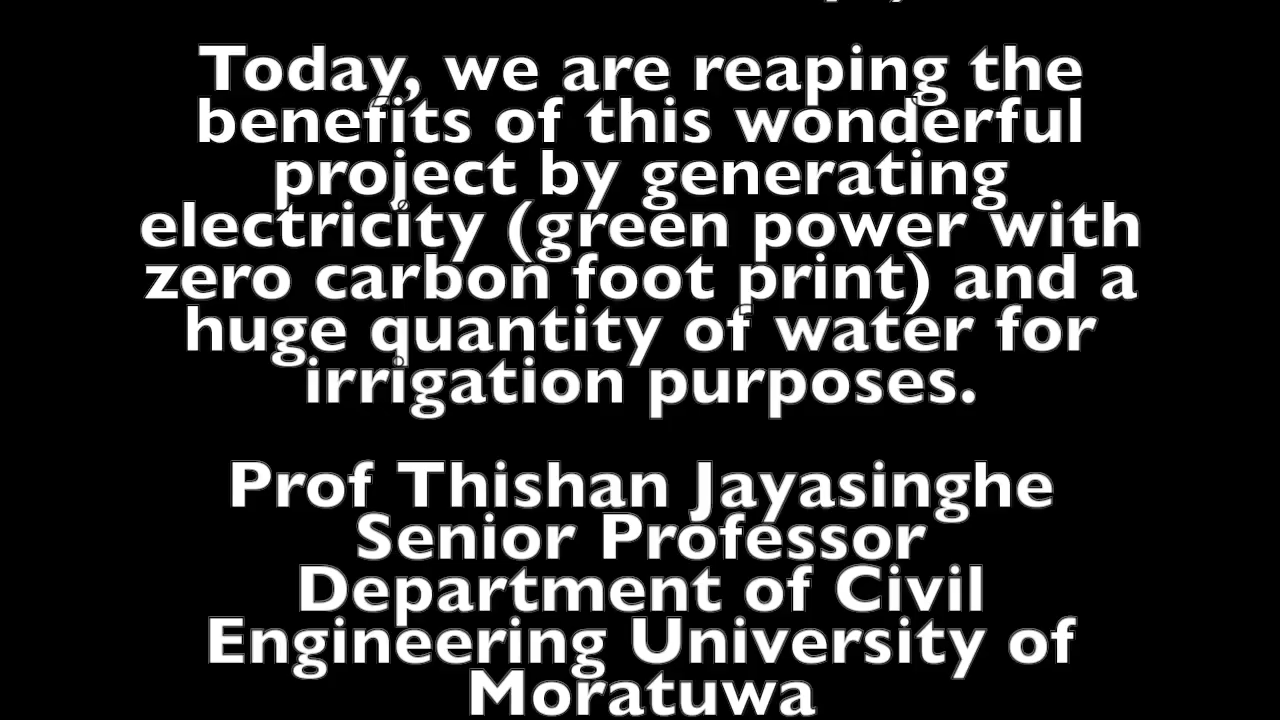 Today, we are reaping the
benefits of this wonderful
project by generating
electricity (green power with
zero carbon foot print) and a
huge quantity of water for
irrigation purposes.
Prof Thishan Jayasinghe
Senior Professor
Department of Civil
Engineering University of
Moratuwa